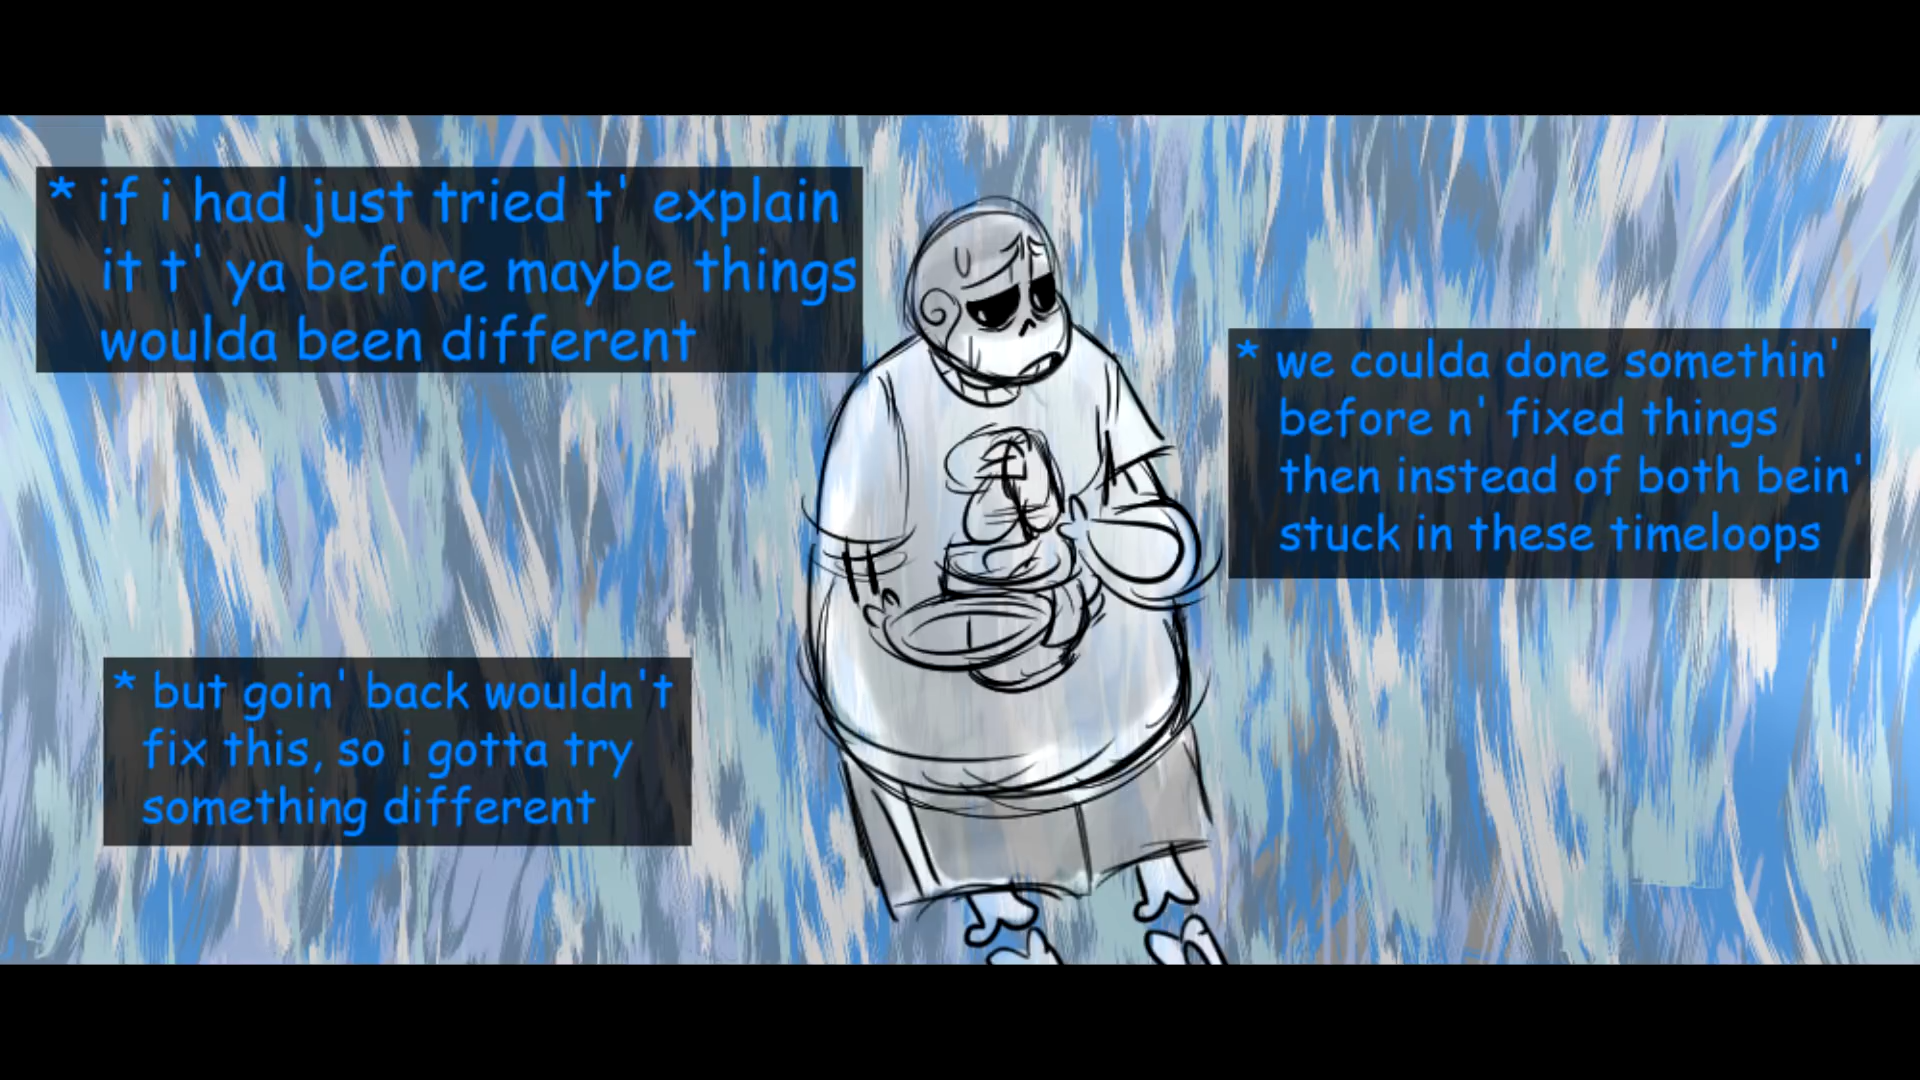 * if i had just tried t' explain
it t' ya before maybe things
woulda been different
* we coulda done somethin'
before n' fixed things
then instead of both bein'
stuck in these timeloops
* but goin' back wouldn't
fix this, so i gotta try
something different